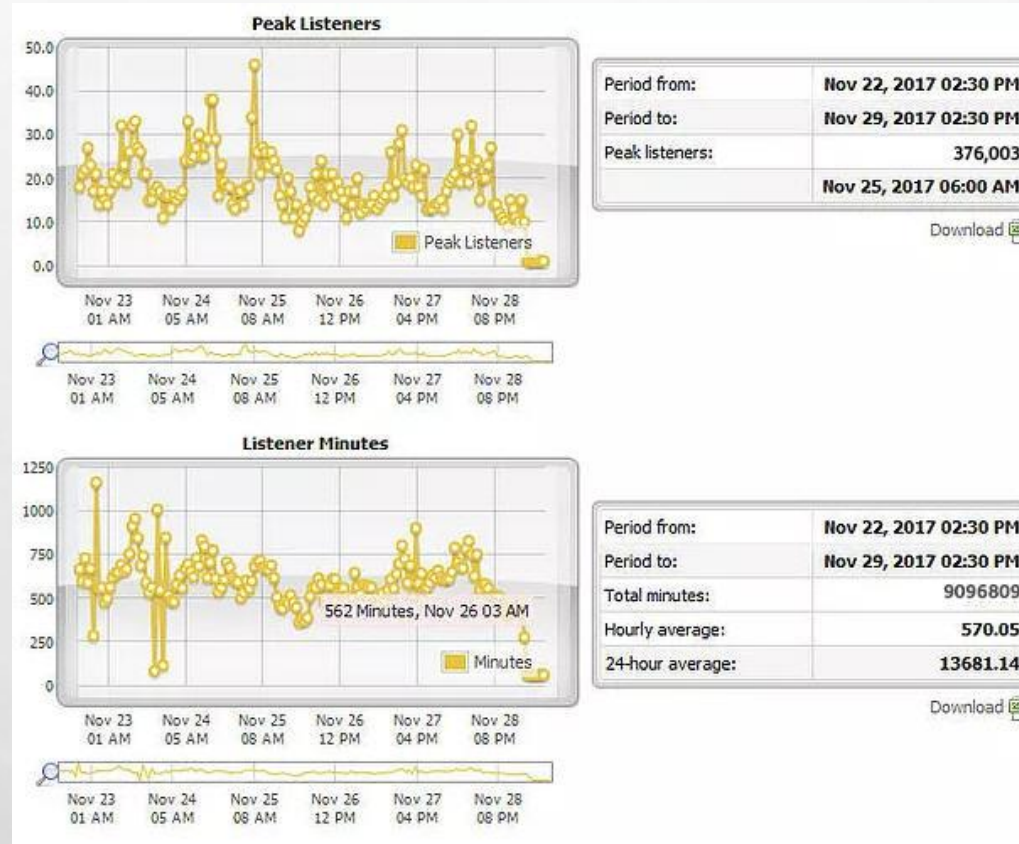 Peak Listeners
50.0
40.0
30.0
20.0
10.0
0.0
Peak Listeners
Nov 23 Nov 24 Nov 25 Nov 26 Nov 27 Nov 28
01 AM 05 AM 08 AM 12 PM 04 PM 08 PM
Nov 23 Nov 24 Nov 25 Nov 26 Nov 27 Nov 28
01 AM 05 AM 08 AM 12 PM 04 PM 08 PM
Period from: Nov 22, 2017 02:30 PM
Period to: Nov 29, 2017 02:30 PM
Peak listeners: 376,003
Nov 25, 2017 06:00 AM
Download
Listener Minutes
1250
1000
750
500
250
0
562 Minutes, Nov 26 03 AM
Minutes
Nov 23 Nov 24 Nov 25 Nov 26 Nov 27 Nov 28
01 AM 05 AM 08 AM 12 PM 04 PM 08 PM
Nov 23 Nov 24 Nov 25 Nov 26 Nov 27 Nov 28
01 AM 05 AM 08 AM 12 PM 04 PM 08 PM
Period from: Nov 22, 2017 02:30 PM
Period to: Nov 29, 2017 02:30 PM
Total minutes: 9096809
Hourly average: 570.05
24-hour average: 13681.14
Download